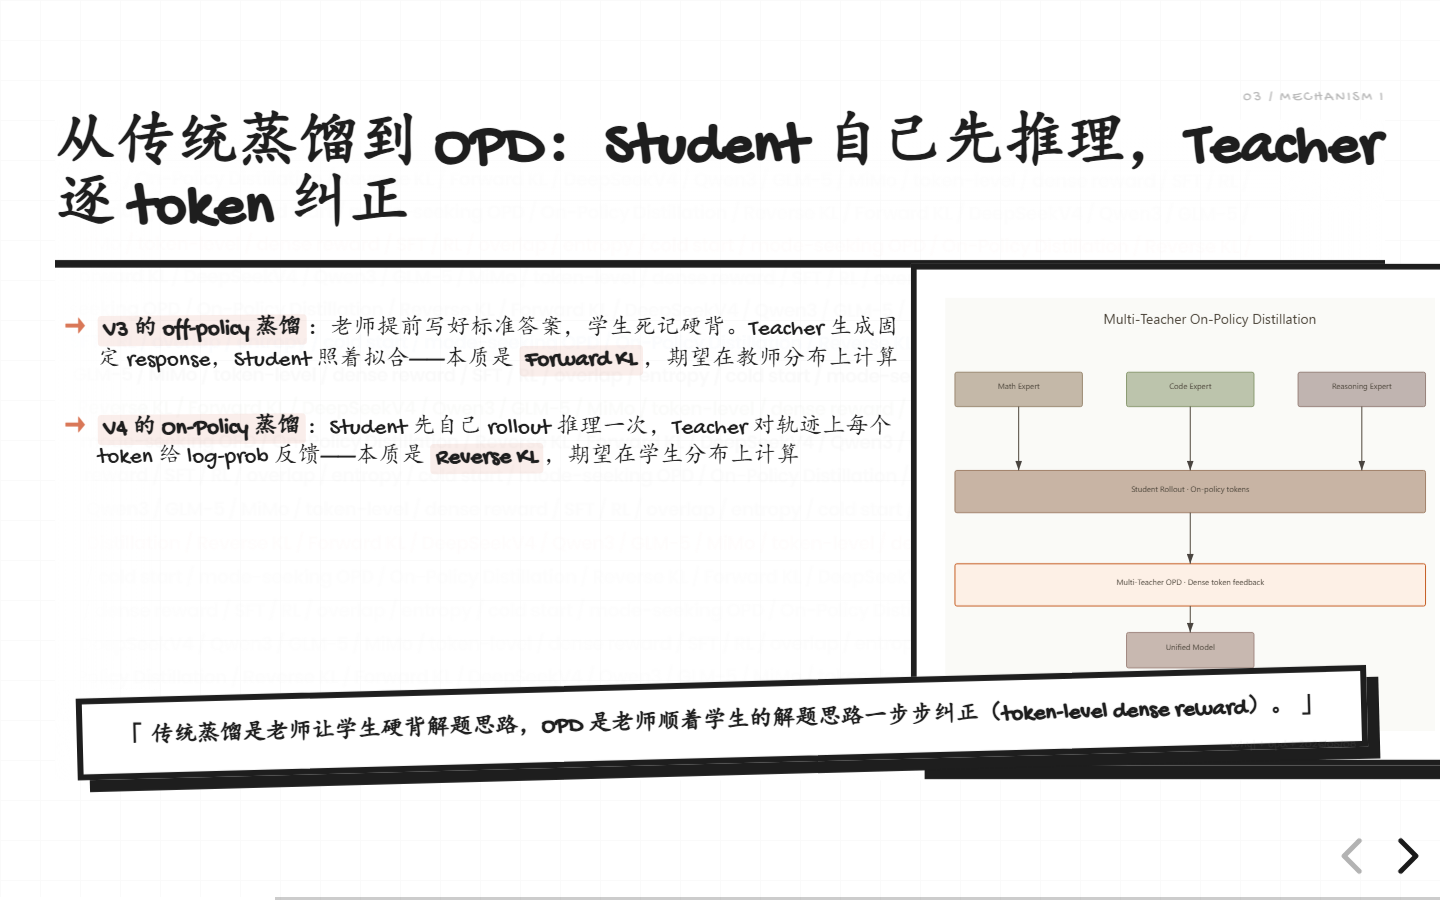 03 / MECHANISM I
从传统蒸馏到 OPD：Student 自己先推理，Teacher
逐 token 纠正
→ V3 的 off-policy 蒸馏：老师提前写好标准答案，学生死记硬背。Teacher 生成固
定 response，Student 照着拟合——本质是 Forward KL，期望在教师分布上计算
→ V4 的 On-Policy 蒸馏：Student 先自己 rollout 推理一次，Teacher 对轨迹上每个
token 给 log-prob 反馈——本质是 Reverse KL，期望在学生分布上计算
Multi-Teacher On-Policy Distillation
Math Expert
Code Expert
Reasoning Expert
Student Rollout · On-policy tokens
Multi-Teacher OPD · Dense token feedback
Unified Model
「 传统蒸馏是老师让学生硬背解题思路，OPD 是老师顺着学生的解题思路一步步纠正（token-level dense reward）。 」